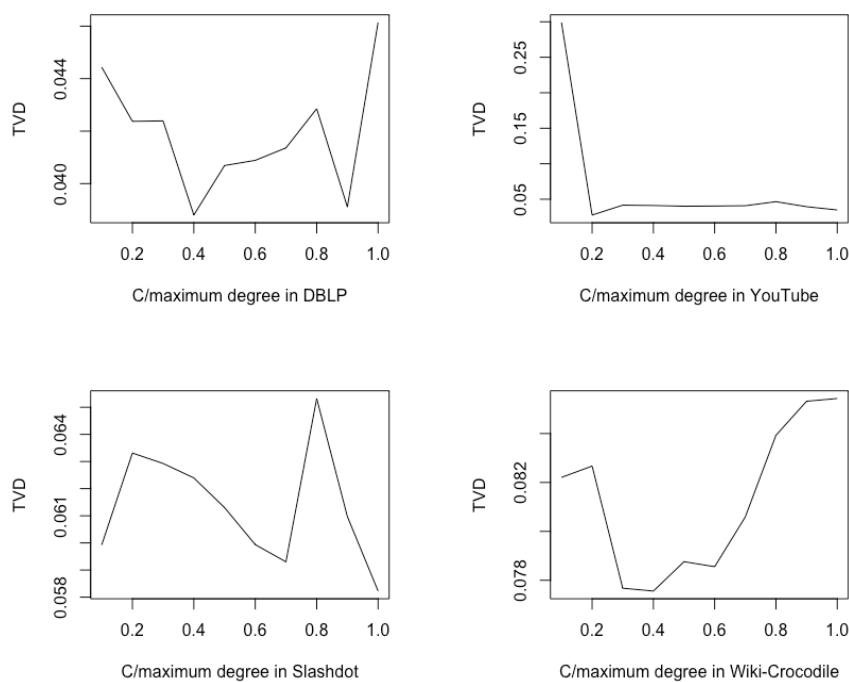 TVD
0.044
0.040
0.2 0.4 0.6 0.8 1.0
C/maximum degree in DBLP
TVD
0.25
0.15
0.05
0.2 0.4 0.6 0.8 1.0
C/maximum degree in YouTube
TVD
0.064
0.061
0.058
0.2 0.4 0.6 0.8 1.0
C/maximum degree in Slashdot
TVD
0.082
0.078
0.2 0.4 0.6 0.8 1.0
C/maximum degree in Wiki-Crocodile